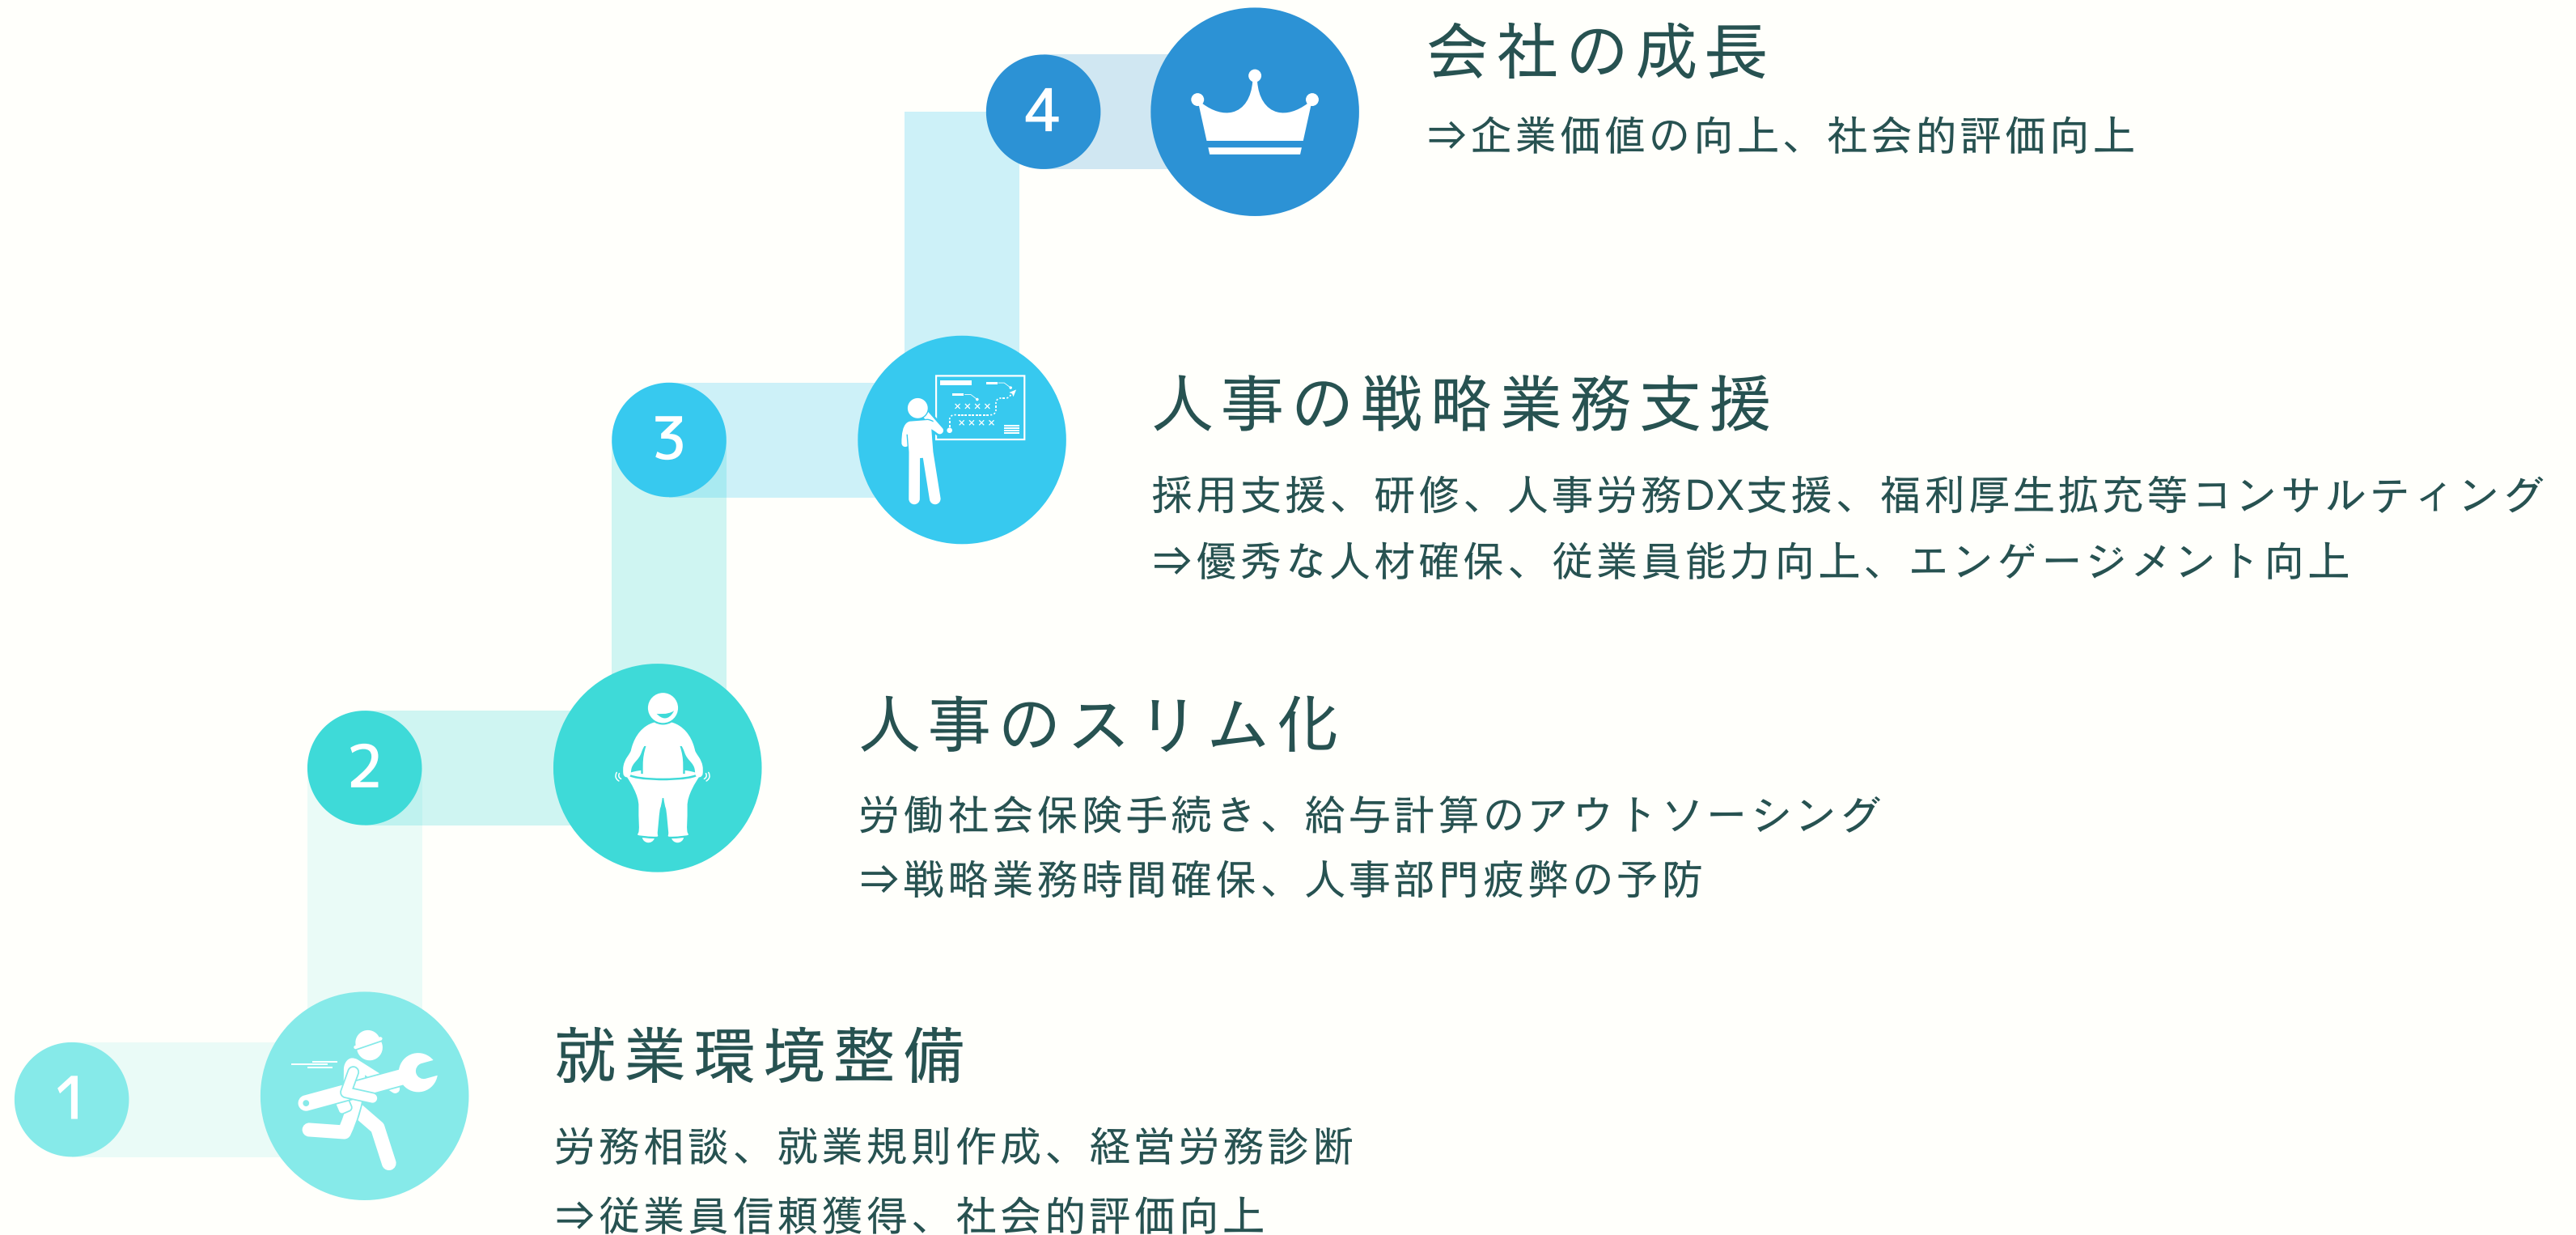 4
会社の成長
⇒企業価値の向上、社会的評価向上
3
人事の戦略業務支援
採用支援、研修、人事労務DX支援、福利厚生拡充等コンサルティング
⇒優秀な人材確保、従業員能力向上、エンゲージメント向上
2
人事のスリム化
労働社会保険手続き、給与計算のアウトソーシング
⇒戦略業務時間確保、人事部門疲弊の予防
1
就業環境整備
労務相談、就業規則作成、経営労務診断
⇒従業員信頼獲得、社会的評価向上